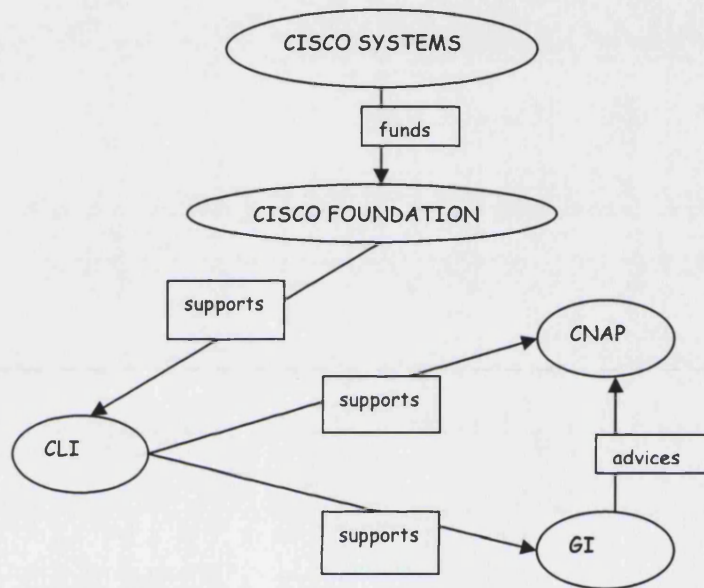 CISCO SYSTEMS
funds
CISCO FOUNDATION
supports
CNAP
supports
CLI
advices
supports
GI